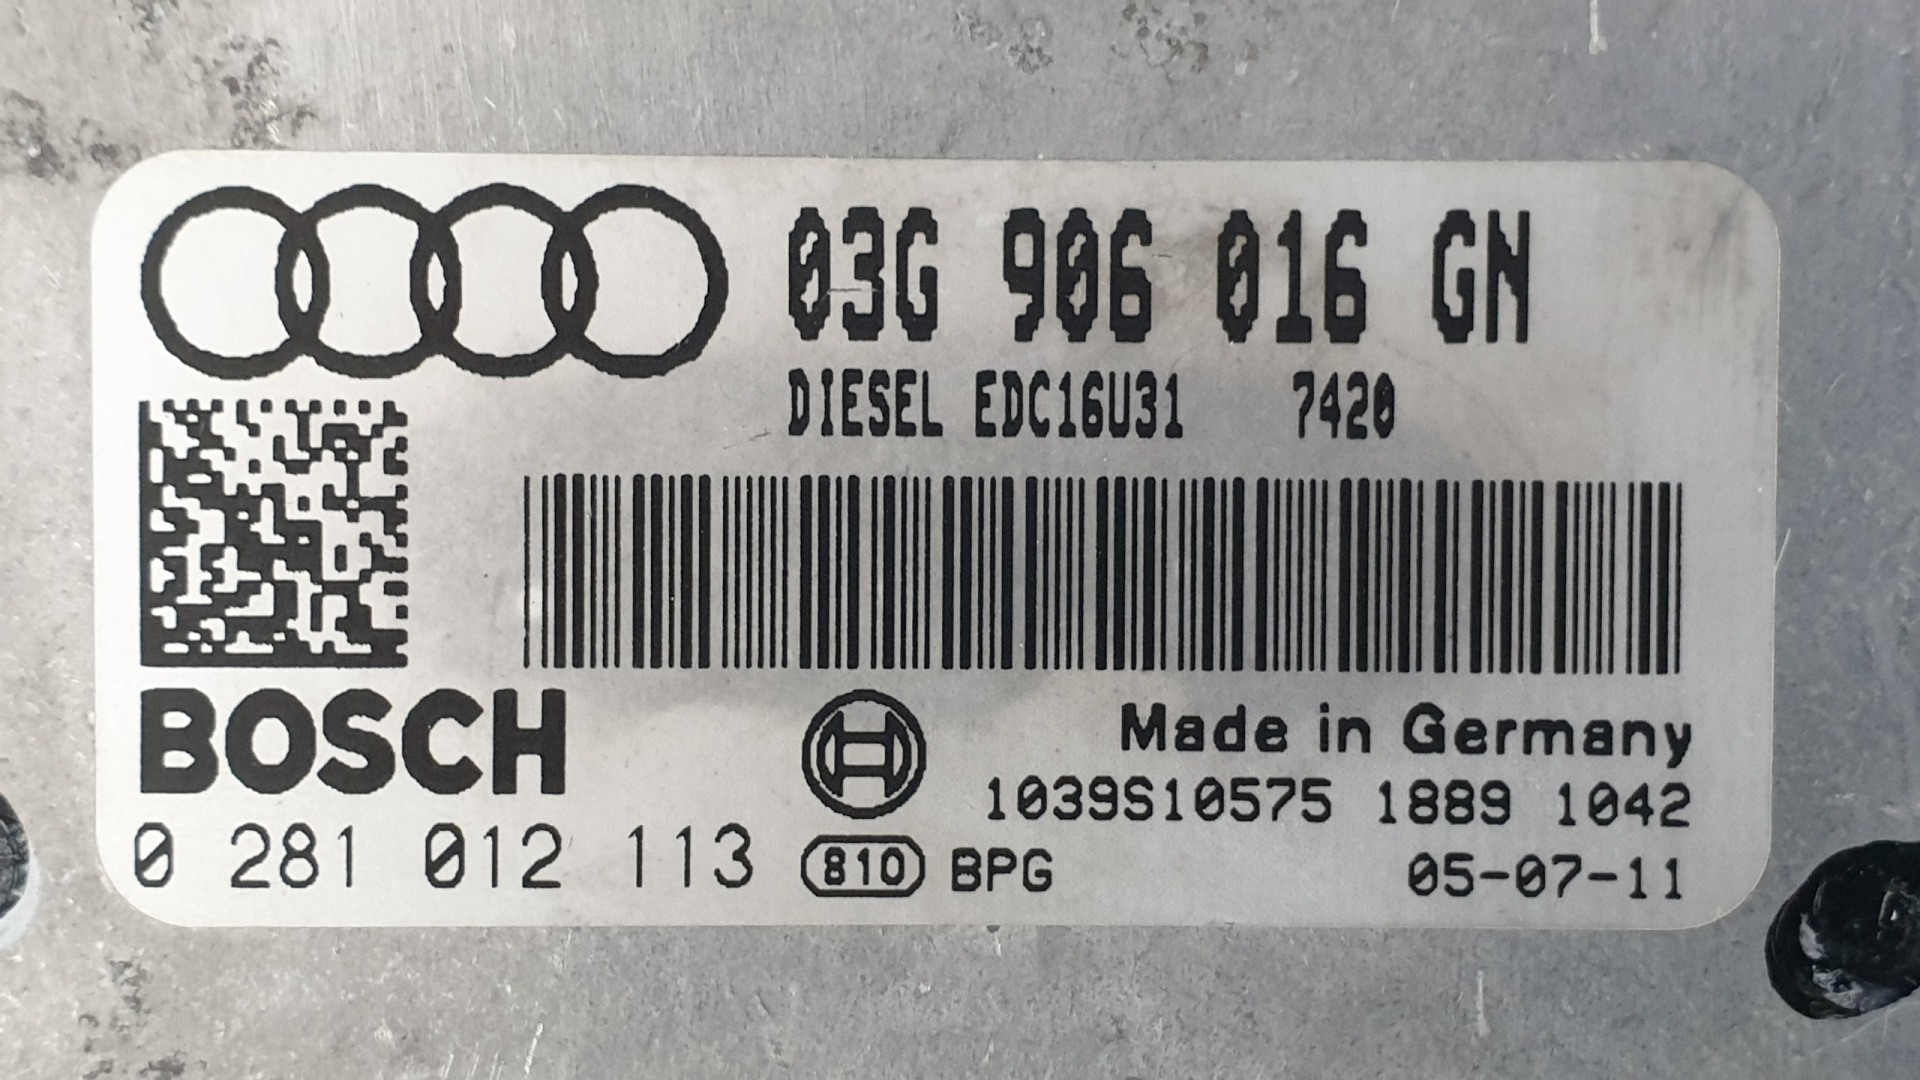 03G 906 016 GN
DIESEL EDC16U31 7420
BOSCH
Made in Germany
1039S10575 1889 1042
0 281 012 113 810 BPG 05-07-11